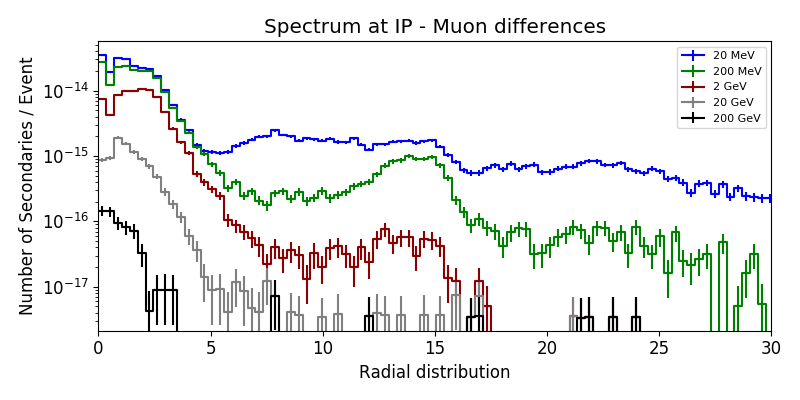 Spectrum at IP - Muon differences
Number of Secondaries / Event
10⁻¹⁴
10⁻¹⁵
10⁻¹⁶
10⁻¹⁷
20 MeV
200 MeV
2 GeV
20 GeV
200 GeV
0 5 10 15 20 25 30
Radial distribution